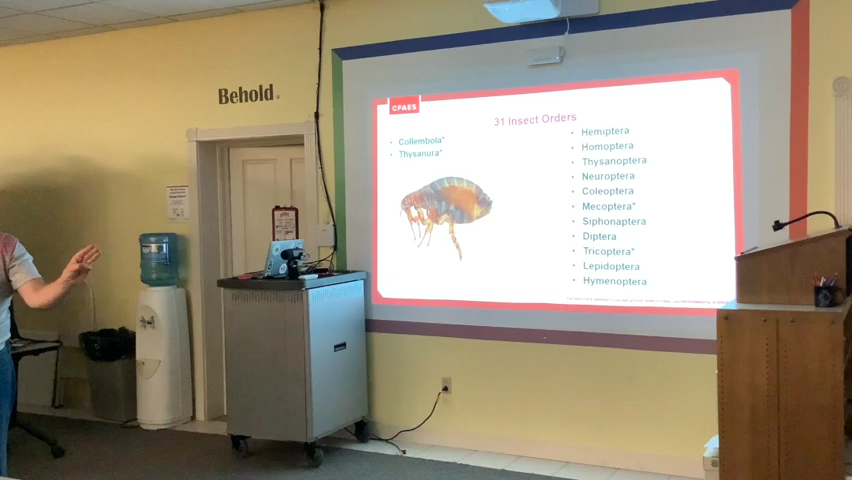 Behold.
CFAES
31 Insect Orders
• Collembola*
• Thysanura*
• Hemiptera
• Homoptera
• Thysanoptera
• Neuroptera
• Coleoptera
• Mecoptera*
• Siphonaptera
• Diptera
• Tricoptera*
• Lepidoptera
• Hymenoptera